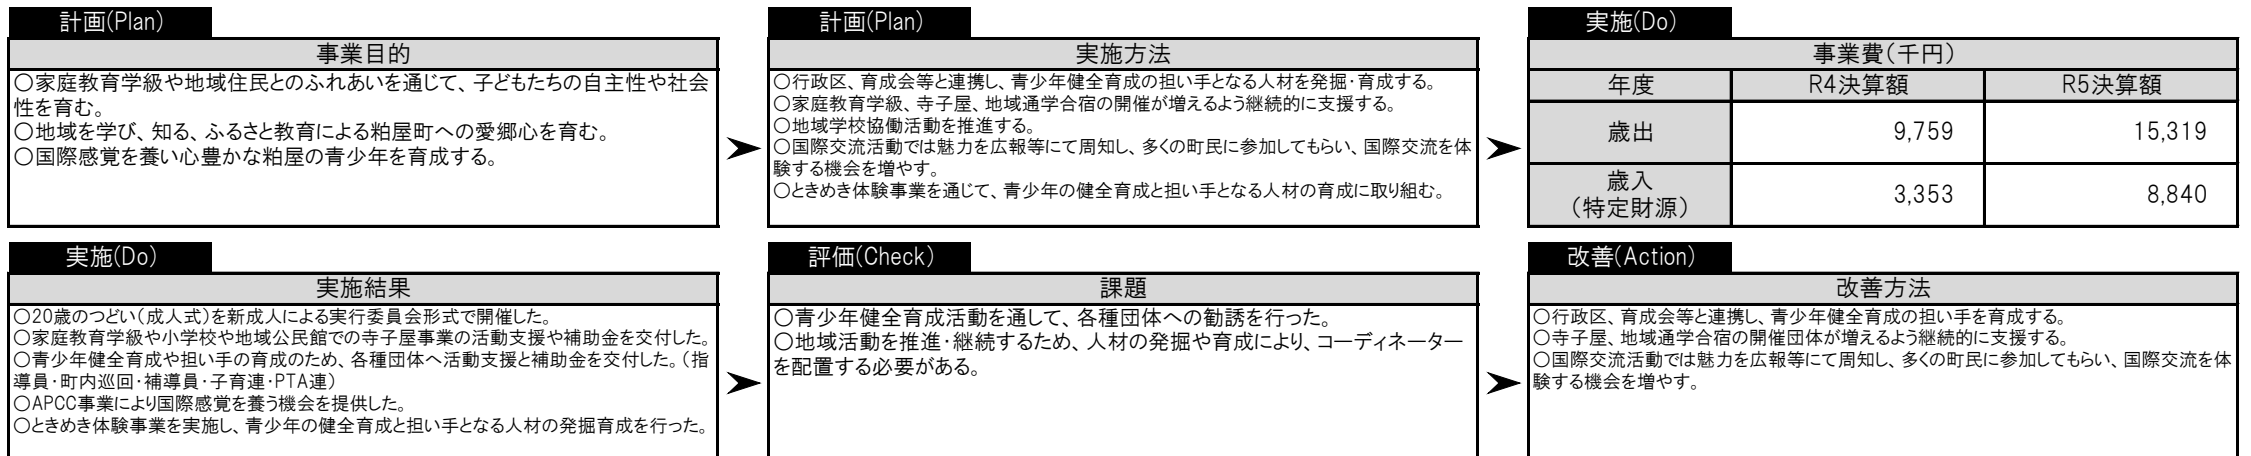 計画(Plan)
事業目的
○家庭教育学級や地域住民とのふれあいを通じて、子どもたちの自主性や社会
性を育む。
○地域を学び、知る、ふるさと教育による粕屋町への愛郷心を育む。
○国際感覚を養い心豊かな粕屋の青少年を育成する。
計画(Plan)
実施方法
○行政区、育成会等と連携し、青少年健全育成の担い手となる人材を発掘・育成する。
○家庭教育学級、寺子屋、地域通学合宿の開催が増えるよう継続的に支援する。
○地域学校協働活動を推進する。
○国際交流活動では魅力を広報等にて周知し、多くの町民に参加してもらい、国際交流を体
験する機会を増やす。
○ときめき体験事業を通じて、青少年の健全育成と担い手となる人材の育成に取り組む。
実施(Do)
事業費(千円)
年度 R4決算額 R5決算額
歳出 9,759 15,319
歳入
(特定財源) 3,353 8,840
実施(Do)
実施結果
○20歳のつどい(成人式)を新成人による実行委員会形式で開催した。
○家庭教育学級や小学校や地域公民館での寺子屋事業の活動支援や補助金を交付した。
○青少年健全育成や担い手の育成のため、各種団体へ活動支援と補助金を交付した。(指
導員・町内巡回・補導員・子育連・PTA連)
○APCC事業により国際感覚を養う機会を提供した。
○ときめき体験事業を実施し、青少年の健全育成と担い手となる人材の発掘育成を行った。
評価(Check)
課題
○青少年健全育成活動を通して、各種団体への勧誘を行った。
○地域活動を推進・継続するため、人材の発掘や育成により、コーディネーター
を配置する必要がある。
改善(Action)
改善方法
○行政区、育成会等と連携し、青少年健全育成の担い手を育成する。
○寺子屋、地域通学合宿の開催団体が増えるよう継続的に支援する。
○国際交流活動では魅力を広報等にて周知し、多くの町民に参加してもらい、国際交流を体
験する機会を増やす。